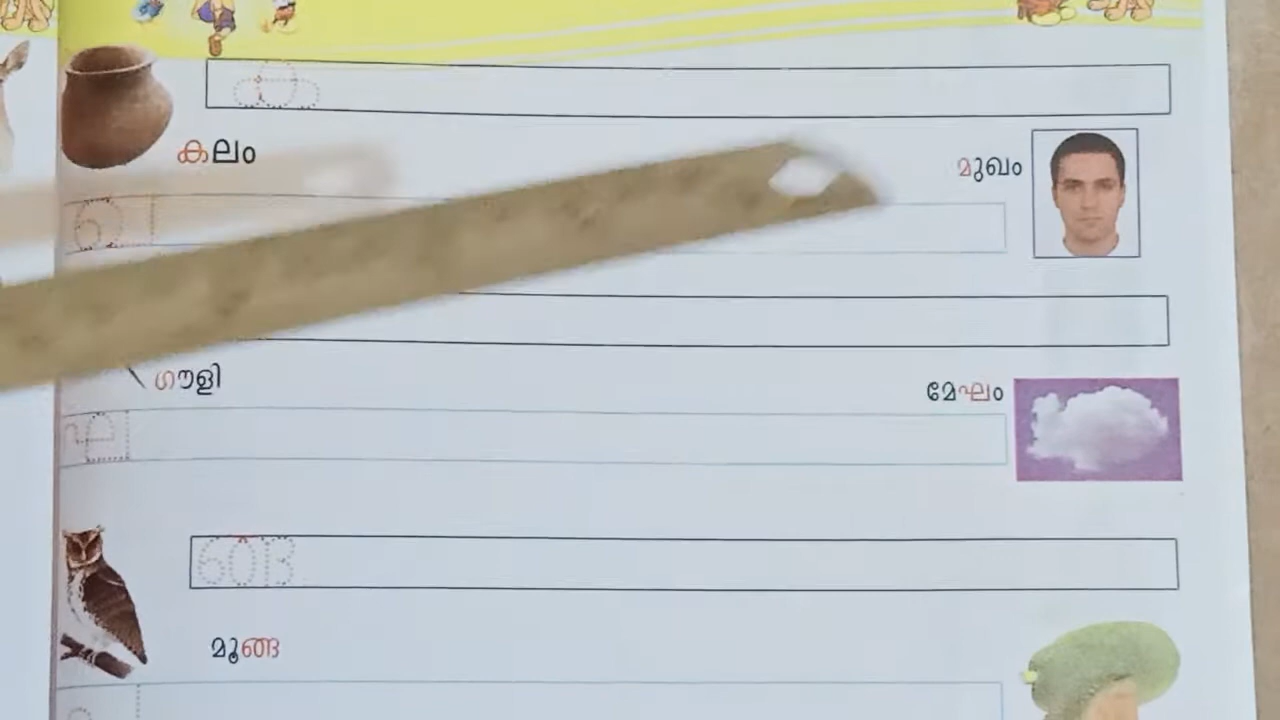 ക
കലം
മുഖം
ഗൗളി
മേഘം
ഘ
ങ
മൂങ്ങ